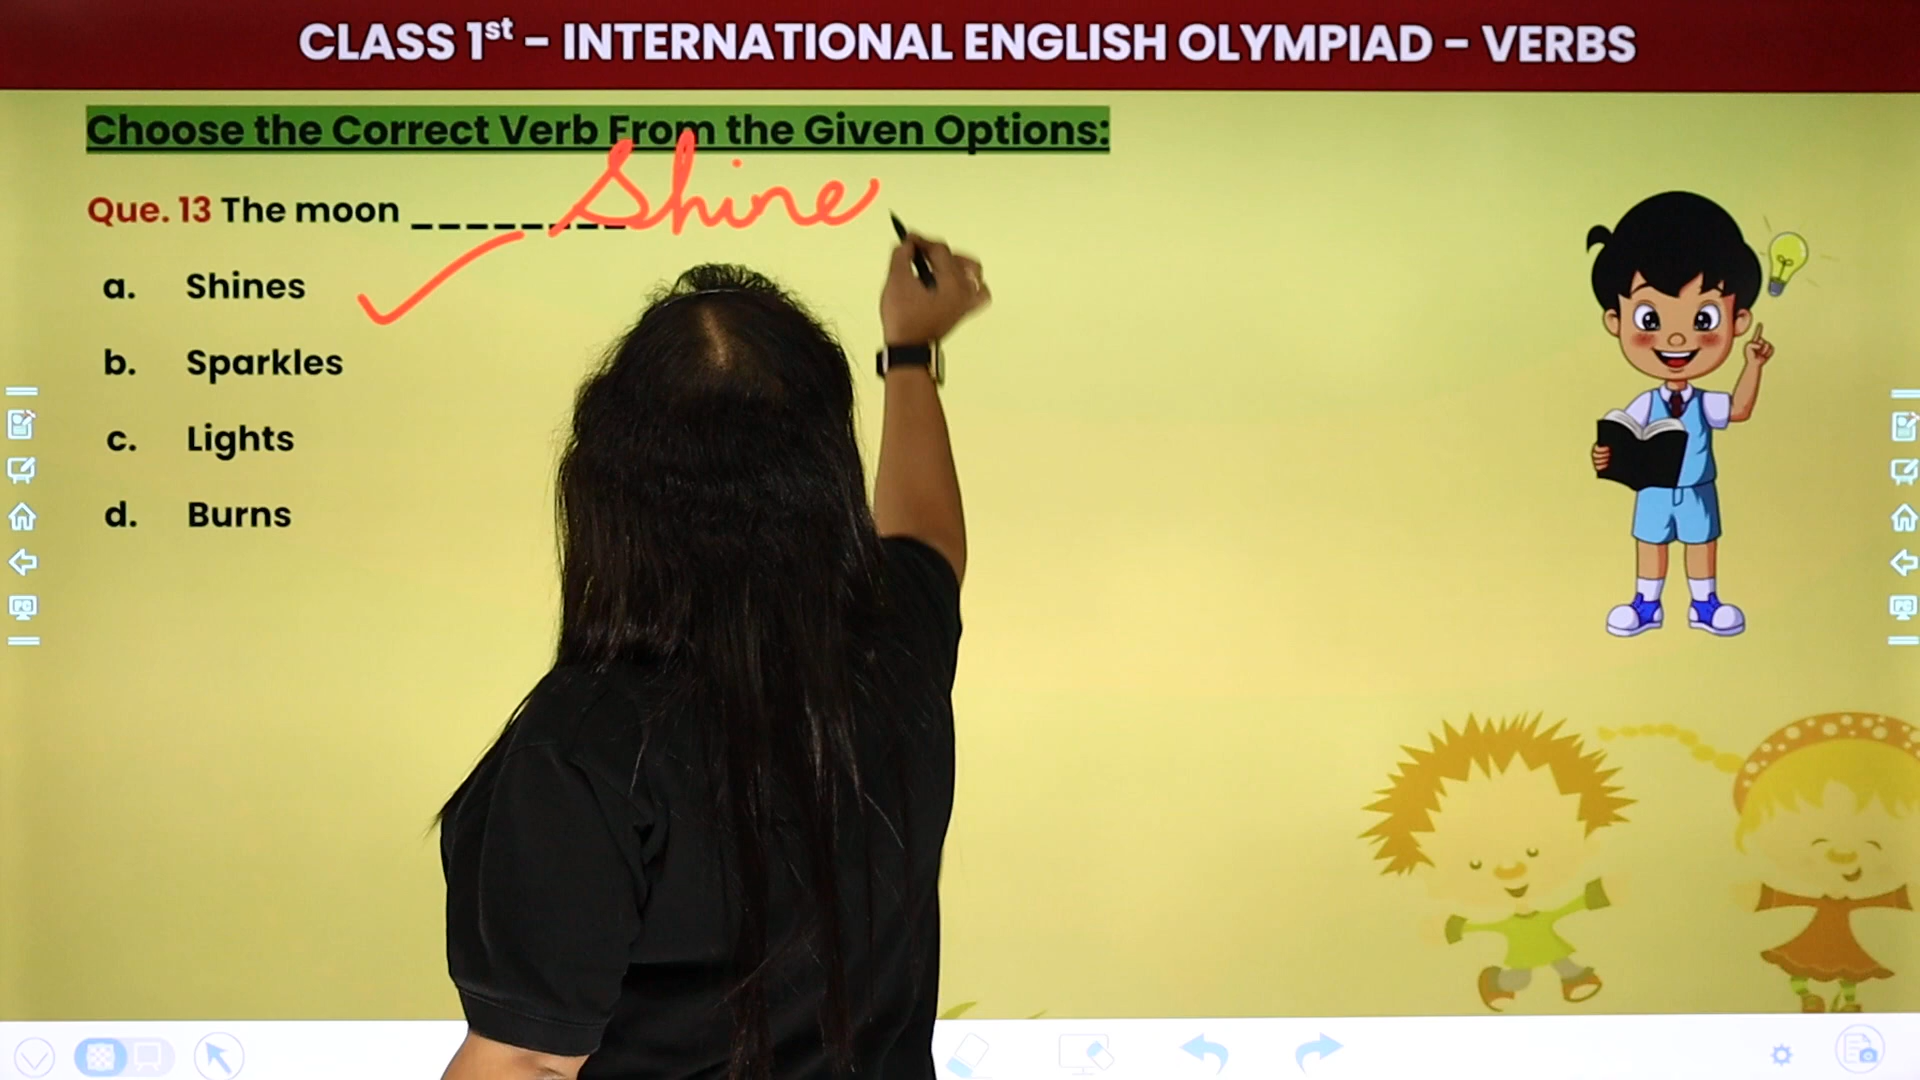 CLASS 1st - INTERNATIONAL ENGLISH OLYMPIAD - VERBS
Choose the Correct Verb From the Given Options:
Que. 13 The moon ________ Shine
a. Shines
b. Sparkles
c. Lights
d. Burns